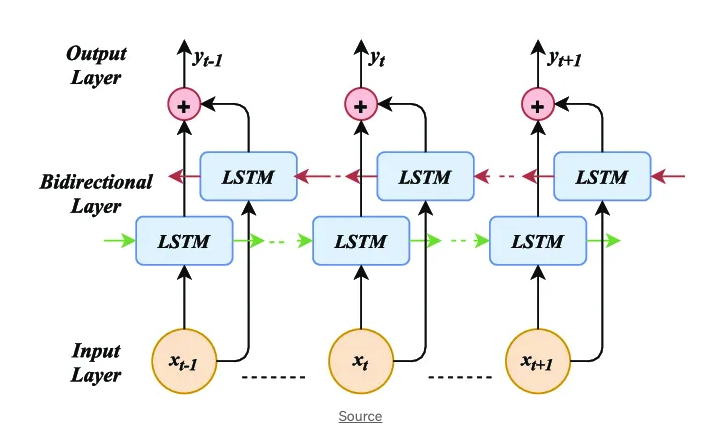 Output
Layer
y_{t-1}
y_t
y_{t+1}
+
+
+
LSTM
LSTM
LSTM
Bidirectional
Layer
LSTM
LSTM
LSTM
Input
Layer
x_{t-1}
x_t
x_{t+1}
Source